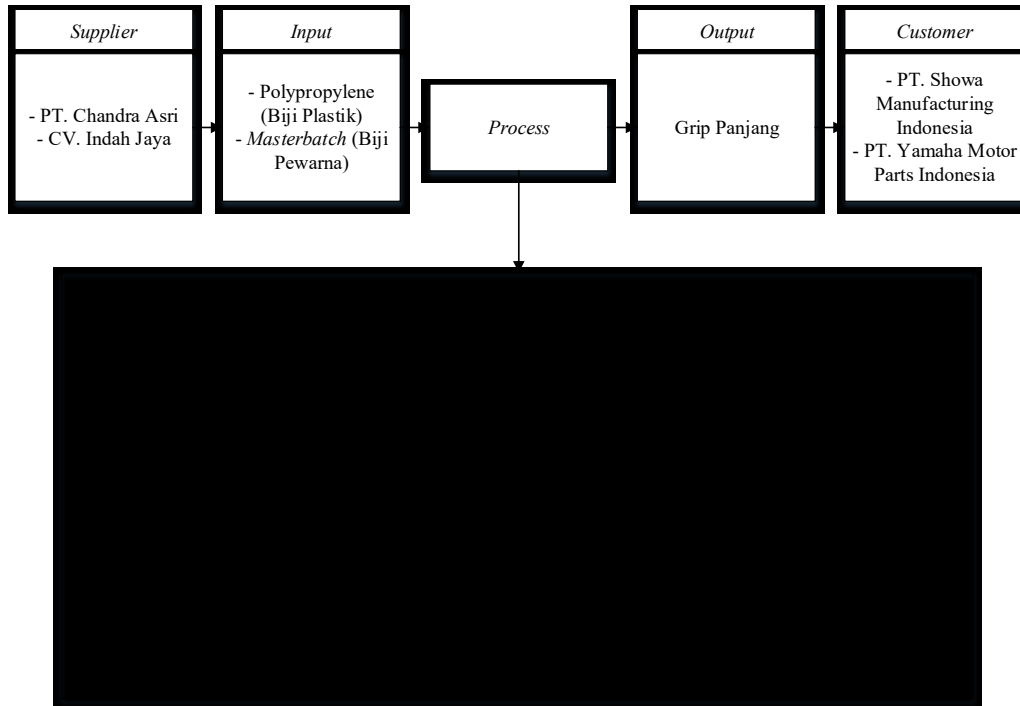 Supplier
- PT. Chandra Asri
- CV. Indah Jaya
Input
- Polypropylene
(Biji Plastik)
- Masterbatch (Biji
Pewarna)
Process
Output
Grip Panjang
Customer
- PT. Showa
Manufacturing
Indonesia
- PT. Yamaha Motor
Parts Indonesia